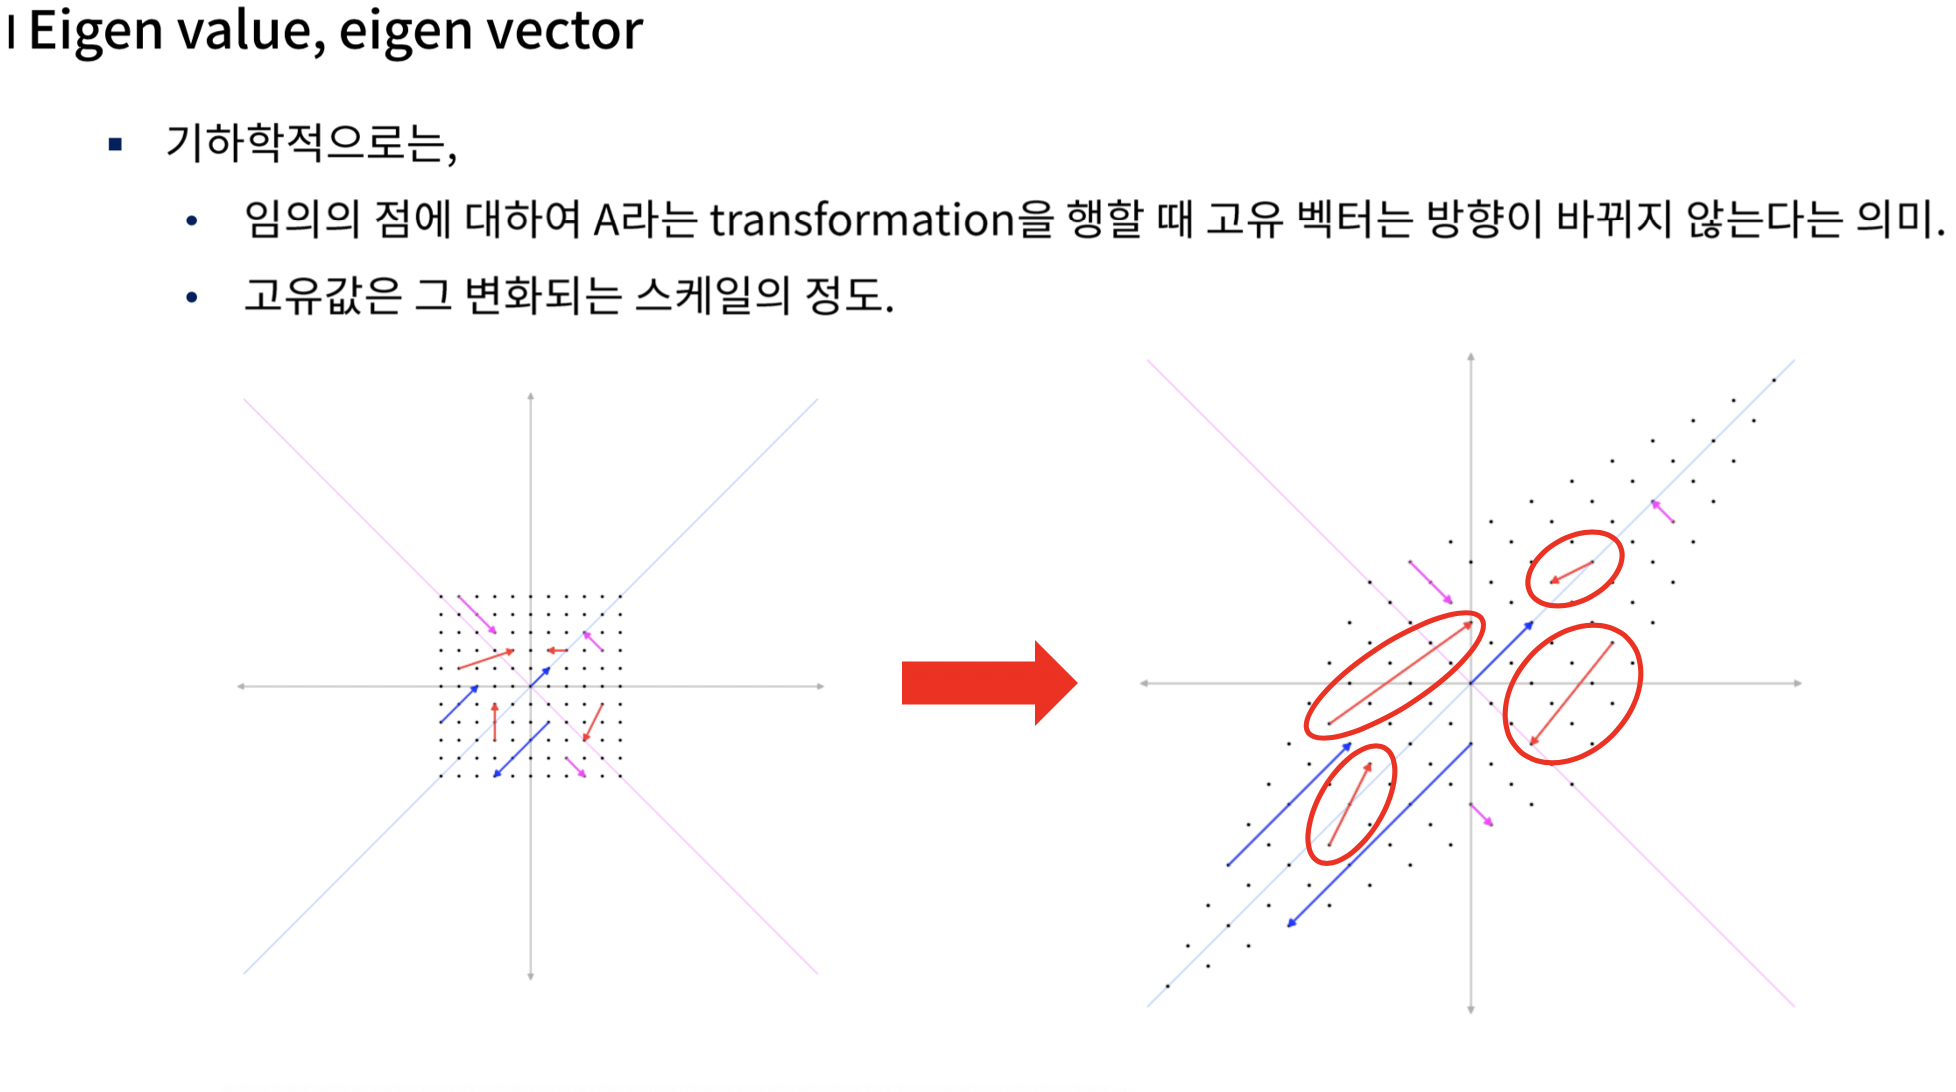 | Eigen value, eigen vector
▪ 기하학적으로는,
• 임의의 점에 대하여 A라는 transformation을 행할 때 고유 벡터는 방향이 바뀌지 않는다는 의미.
• 고유값은 그 변화되는 스케일의 정도.